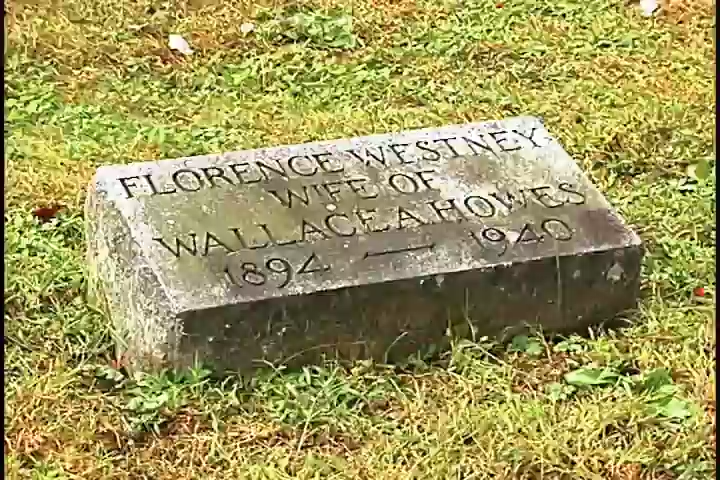 FLORENCE WESTNEY
WIFE OF
WALLACE A. HOWES
1894 — 1940